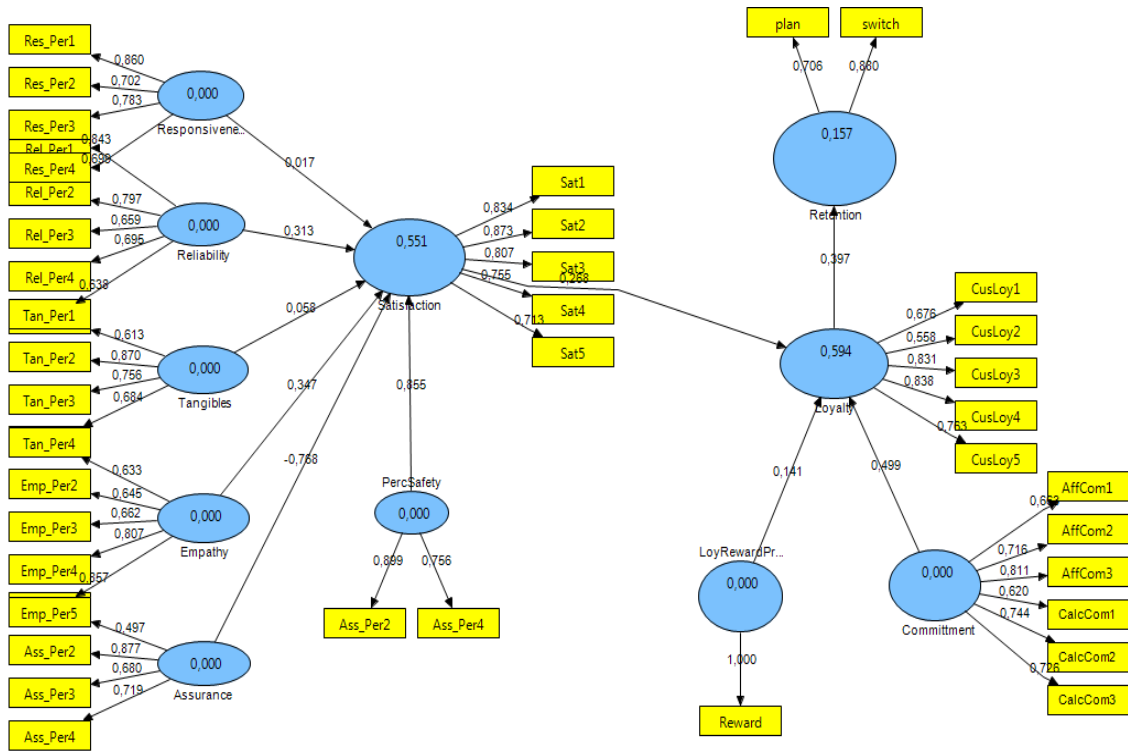 plan
switch
Res_Per1
0,860
Res_Per2
0,702
0,783
Res_Per3
0,843
Rel_Per1
Res_Per4
0,699
0,000
Responsivene...
0,017
Rel_Per2
0,797
Rel_Per3
0,659
0,695
Rel_Per4
0,638
0,000
Reliability
0,313
Tan_Per1
0,613
Tan_Per2
0,870
0,756
Tan_Per3
0,684
0,000
Tangibles
0,058
Tan_Per4
0,633
Emp_Per2
0,645
0,662
Emp_Per3
0,807
Emp_Per4
0,857
0,000
Empathy
0,347
Emp_Per5
0,497
Ass_Per2
0,877
0,680
Ass_Per3
0,719
Ass_Per4
0,000
Assurance
-0,768
0,551
Satisfaction
0,834
Sat1
0,873
Sat2
0,807
Sat3
0,755
0,268
Sat4
0,713
Sat5
0,855
PercSafety
0,000
0,899
0,756
Ass_Per2
Ass_Per4
0,706
0,880
0,157
Retention
0,397
0,594
Loyalty
0,676
CusLoy1
0,558
CusLoy2
0,831
CusLoy3
0,838
CusLoy4
0,763
CusLoy5
0,141
0,499
LoyRewardPr...
0,000
1,000
Reward
0,000
Committment
0,663
AffCom1
0,716
AffCom2
0,811
AffCom3
0,620
CalcCom1
0,744
CalcCom2
0,726
CalcCom3